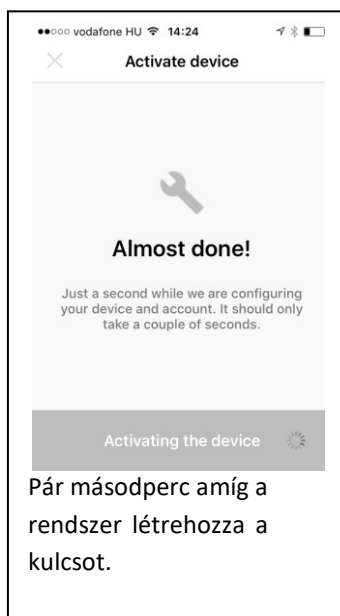 vodafone HU 14:24
Activate device
Almost done!
Just a second while we are configuring
your device and account. It should only
take a couple of seconds.
Activating the device
Pár másodperc amíg a
rendszer létrehozza a
kulcsot.